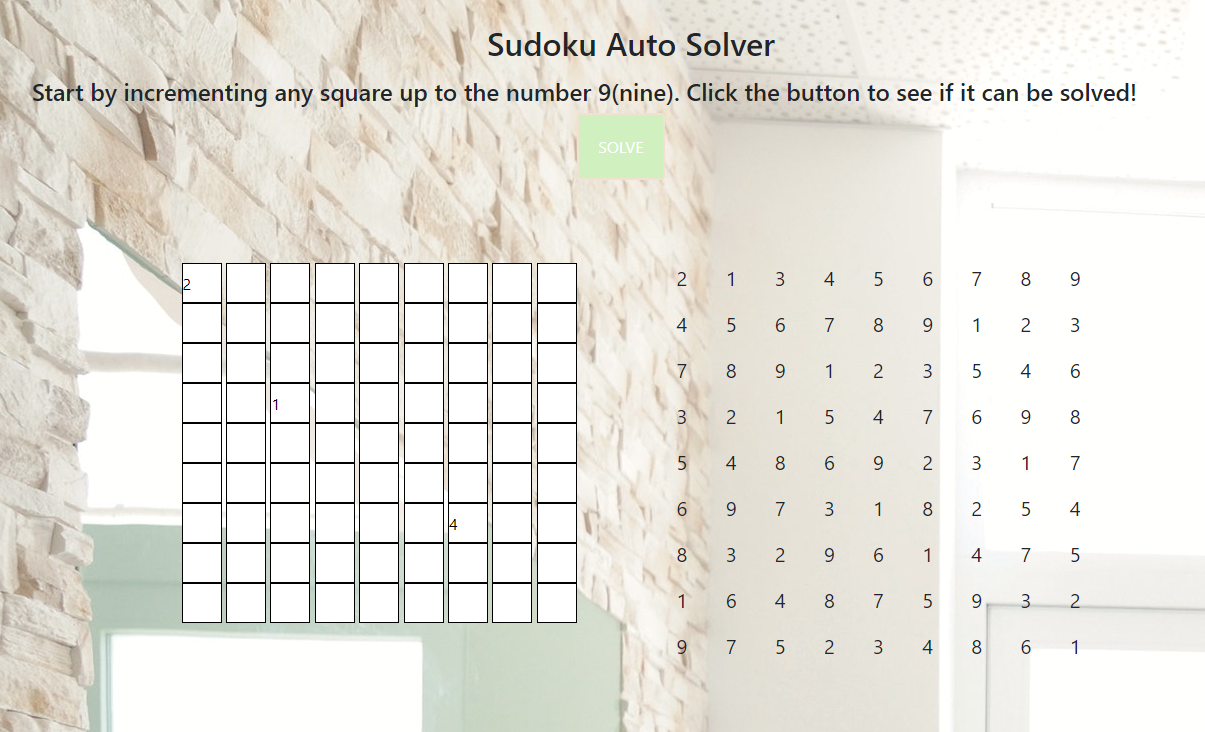 Sudoku Auto Solver
Start by incrementing any square up to the number 9(nine). Click the button to see if it can be solved!
SOLVE
2
1
4
2 1 3 4 5 6 7 8 9
4 5 6 7 8 9 1 2 3
7 8 9 1 2 3 5 4 6
3 2 1 5 4 7 6 9 8
5 4 8 6 9 2 3 1 7
6 9 7 3 1 8 2 5 4
8 3 2 9 6 1 4 7 5
1 6 4 8 7 5 9 3 2
9 7 5 2 3 4 8 6 1